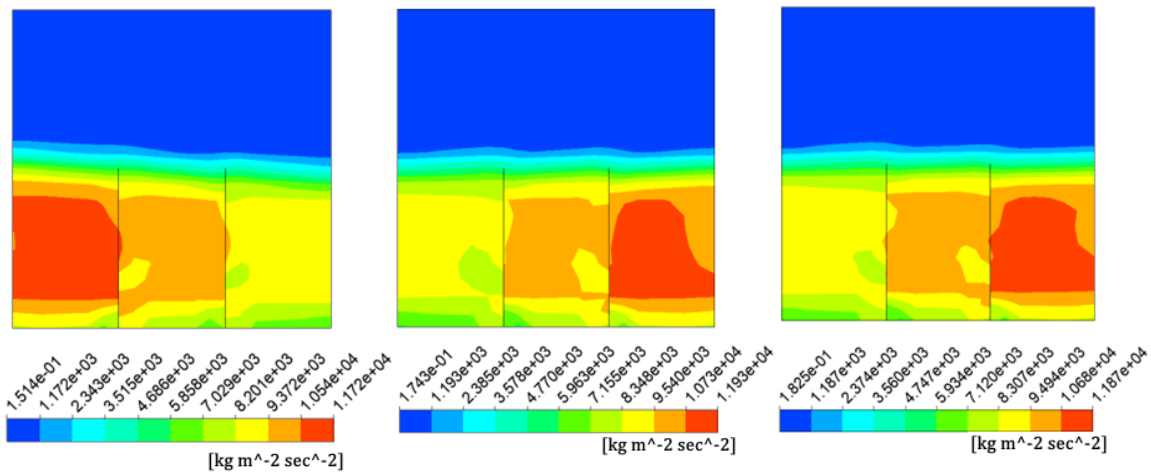 1.514e-01 1.172e+03 2.343e+03 3.515e+03 4.686e+03 5.858e+03 7.029e+03 8.201e+03 9.372e+03 1.054e+04 1.172e+04
[kg m^-2 sec^-2]
1.743e-01 1.193e+03 2.385e+03 3.578e+03 4.770e+03 5.963e+03 7.155e+03 8.348e+03 9.540e+03 1.073e+04 1.193e+04
[kg m^-2 sec^-2]
1.825e-01 1.187e+03 2.374e+03 3.560e+03 4.747e+03 5.934e+03 7.120e+03 8.307e+03 9.494e+03 1.068e+04 1.187e+04
[kg m^-2 sec^-2]